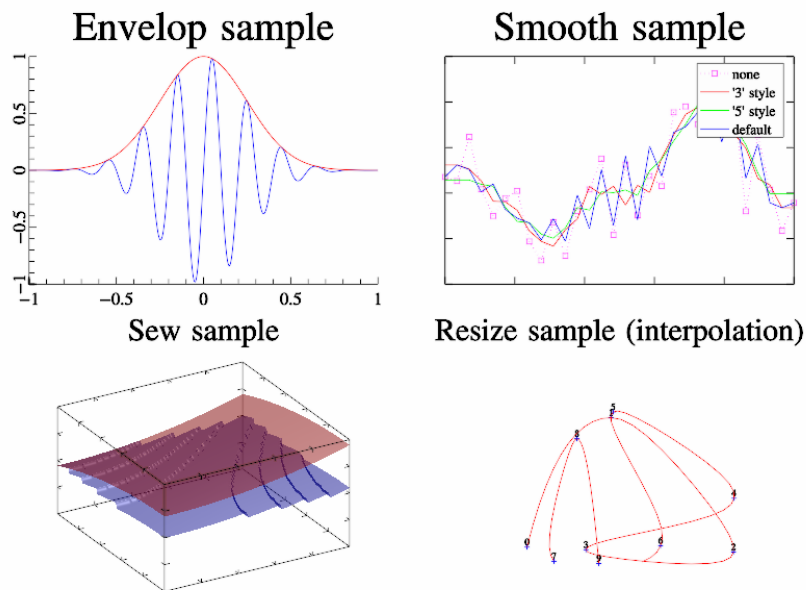 Envelop sample
1
0.5
0
−0.5
−1
−1
−0.5
0
0.5
1
Smooth sample
none
'3' style
'5' style
default
Sew sample
Resize sample (interpolation)
5
8
4
0
7
3
9
6
2